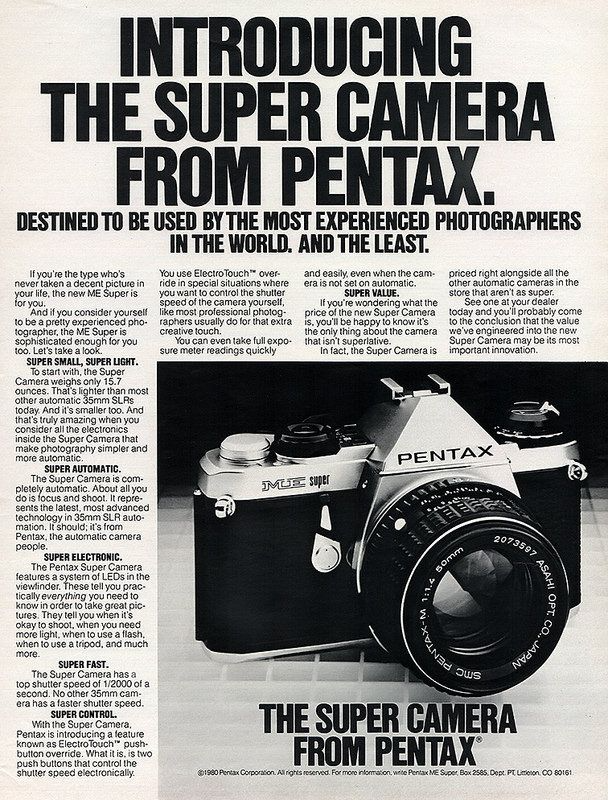 INTRODUCING
THE SUPER CAMERA
FROM PENTAX.
DESTINED TO BE USED BY THE MOST EXPERIENCED PHOTOGRAPHERS
IN THE WORLD. AND THE LEAST.
If you're the type who's
never taken a decent picture
in your life, the new ME Super is
for you.
And if you consider yourself
to be a pretty experienced pho-
tographer, the ME Super is
sophisticated enough for you
too. Let's take a look.
SUPER SMALL, SUPER LIGHT.
To start with, the Super
Camera weighs only 15.7
ounces. That's lighter than most
other automatic 35mm SLRs
today. And it's smaller too. And
that's truly amazing when you
consider all the electronics
inside the Super Camera that
make photography simpler and
more automatic.
SUPER AUTOMATIC.
The Super Camera is com-
pletely automatic. About all you
do is focus and shoot. It repre-
sents the latest, most advanced
technology in 35mm SLR auto-
mation. It should; it's from
Pentax, the automatic camera
people.
SUPER ELECTRONIC.
The Pentax Super Camera
features a system of LEDs in the
viewfinder. These tell you prac-
tically everything you need to
know in order to take great pic-
tures. They tell you when it's
okay to shoot, when you need
more light, when to use a flash,
when to use a tripod, and much
more.
SUPER FAST.
The Super Camera has a
top shutter speed of 1/2000 of a
second. No other 35mm cam-
era has a faster shutter speed.
SUPER CONTROL.
With the Super Camera,
Pentax is introducing a feature
known as ElectroTouch™ push-
button override. What it is, is two
push buttons that control the
shutter speed electronically.
You use ElectroTouch™ over-
ride in special situations where
you want to control the shutter
speed of the camera yourself,
like most professional photog-
raphers usually do for that extra
creative touch.
You can even take full expo-
sure meter readings quickly
and easily, even when the cam-
era is not set on automatic.
SUPER VALUE.
If you're wondering what the
price of the new Super Camera
is, you'll be happy to know it's
the only thing about the camera
that isn't superlative.
In fact, the Super Camera is
priced right alongside all the
other automatic cameras in the
store that aren't as super.
See one at your dealer
today and you'll probably come
to the conclusion that the value
we've engineered into the new
Super Camera may be its most
important innovation.
PENTAX
ME super
SMC PENTAX-M 1:1.4 50mm 2073597 ASAHI OPT. CO., JAPAN
THE SUPER CAMERA
FROM PENTAX®
©1980 Pentax Corporation. All rights reserved. For more information, write Pentax ME Super, Box 2585, Dept. PT, Littleton, CO 80161